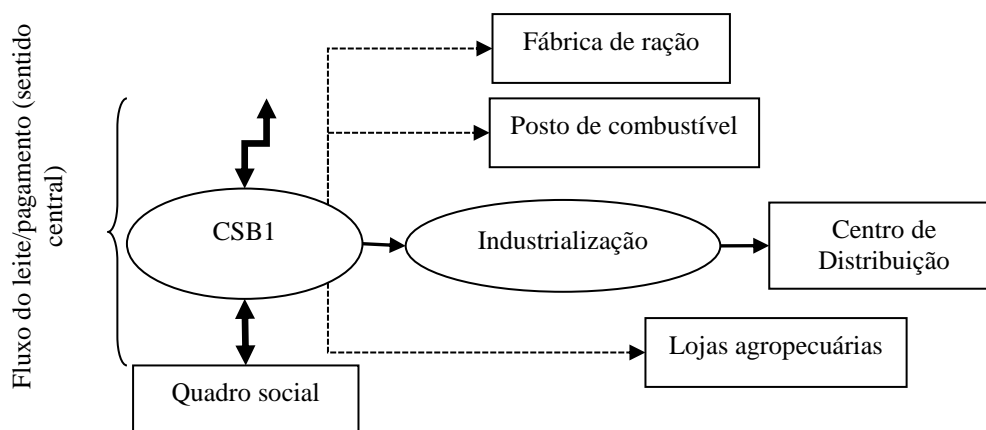 Fluxo do leite/pagamento (sentido
central)
Fábrica de ração
Posto de combustível
CSB1
Industrialização
Centro de
Distribuição
Lojas agropecuárias
Quadro social